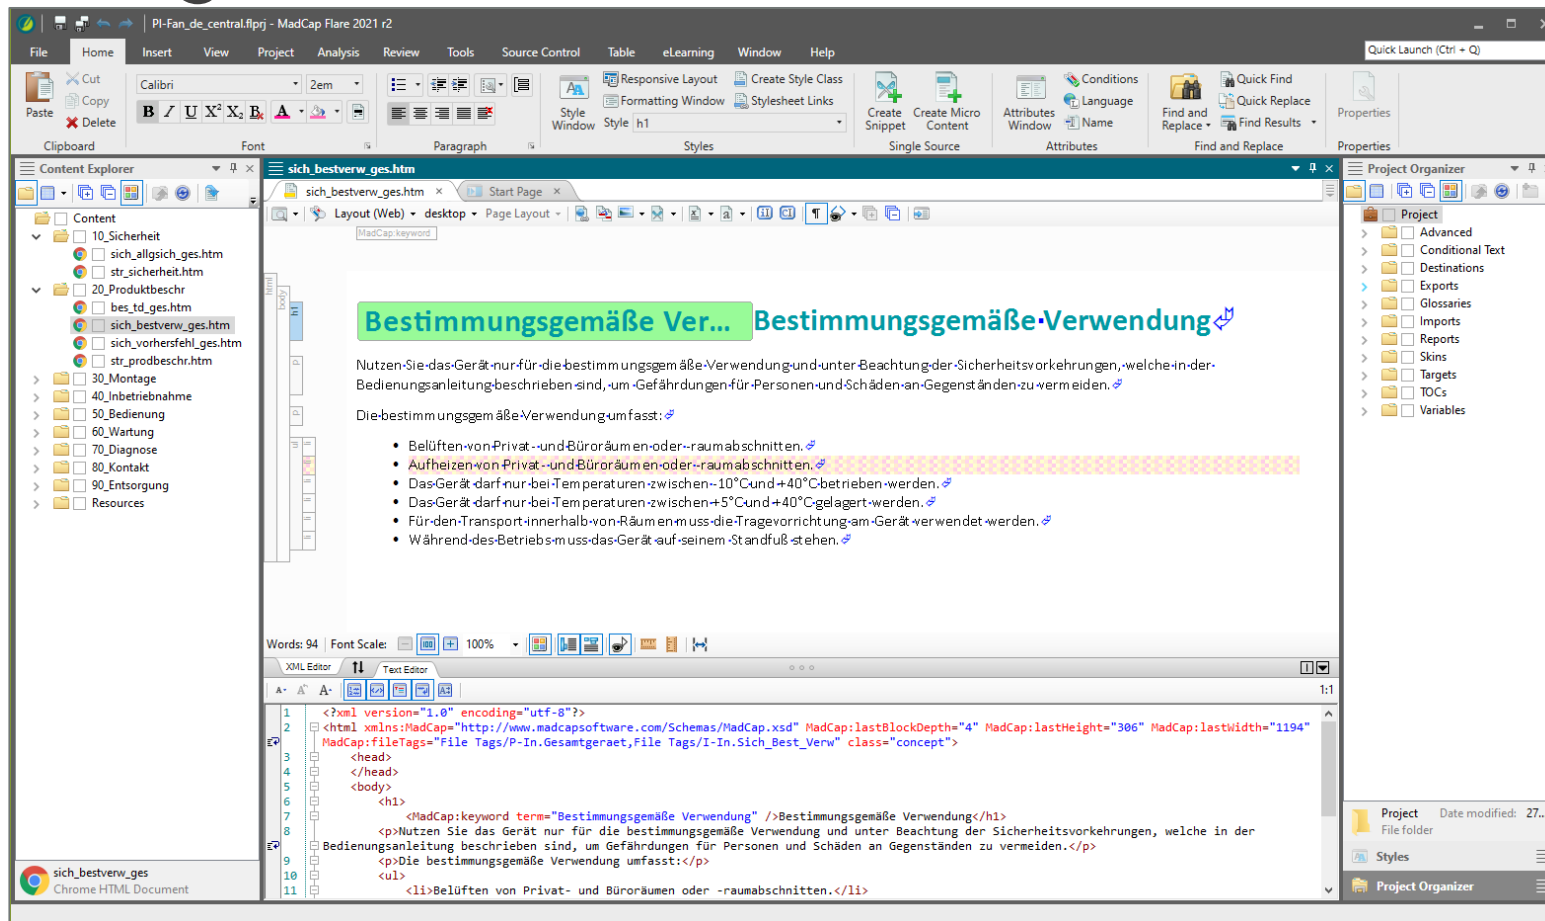 PI-Fan_de_central.flprj - MadCap Flare 2021 r2
File Home Insert View Project Analysis Review Tools Source Control Table eLearning Window Help
Quick Launch (Ctrl + Q)
Paste
Cut
Copy
Delete
Clipboard
Calibri 2em
B I U X² X₂
Font
Paragraph
Style Window
Responsive Layout
Create Style Class
Formatting Window
Stylesheet Links
Style h1
Styles
Create Snippet
Create Micro Content
Single Source
Attributes Window
Conditions
Language
Name
Attributes
Find and Replace
Quick Find
Quick Replace
Find Results
Find and Replace
Properties
Properties
Content Explorer
Content
10_Sicherheit
sich_allgsich_ges.htm
str_sicherheit.htm
20_Produktbeschr
bes_td_ges.htm
sich_bestverw_ges.htm
sich_vorhersfehl_ges.htm
str_prodbeschr.htm
30_Montage
40_Inbetriebnahme
50_Bedienung
60_Wartung
70_Diagnose
80_Kontakt
90_Entsorgung
Resources
sich_bestverw_ges
Chrome HTML Document
sich_bestverw_ges.htm
sich_bestverw_ges.htm × Start Page ×
Layout (Web) desktop Page Layout
MadCap:keyword
html
body
h1
Bestimmungsgemäße Ver... Bestimmungsgemäße·Verwendung
Nutzen·Sie·das·Gerät·nur·für·die·bestimmungsgemäße·Verwendung·und·unter·Beachtung·der·Sicherheitsvorkehrungen,·welche·in·der·
Bedienungsanleitung·beschrieben·sind,·um·Gefährdungen·für·Personen·und·Schäden·an·Gegenständen·zu·vermeiden.
Die·bestimmungsgemäße·Verwendung·umfasst:
• Belüften·von·Privat-·und·Büroräumen·oder·-raumabschnitten.
• Aufheizen·von·Privat-·und·Büroräumen·oder·-raumabschnitten.
• Das·Gerät·darf·nur·bei·Temperaturen·zwischen·-10°C·und·+40°C·betrieben·werden.
• Das·Gerät·darf·nur·bei·Temperaturen·zwischen·+5°C·und·+40°C·gelagert·werden.
• Für·den·Transport·innerhalb·von·Räumen·muss·die·Tragevorrichtung·am·Gerät·verwendet·werden.
• Während·des·Betriebs·muss·das·Gerät·auf·seinem·Standfuß·stehen.
Words: 94 Font Scale: 100%
XML Editor Text Editor
1:1
1 <?xml version="1.0" encoding="utf-8"?>
2 <html xmlns:MadCap="http://www.madcapsoftware.com/Schemas/MadCap.xsd" MadCap:lastBlockDepth="4" MadCap:lastHeight="306" MadCap:lastWidth="1194"
MadCap:fileTags="File Tags/P-In.Gesamtgeraet,File Tags/I-In.Sich_Best_Verw" class="concept">
3 <head>
4 </head>
5 <body>
6 <h1>
7 <MadCap:keyword term="Bestimmungsgemäße Verwendung" />Bestimmungsgemäße Verwendung</h1>
8 <p>Nutzen Sie das Gerät nur für die bestimmungsgemäße Verwendung und unter Beachtung der Sicherheitsvorkehrungen, welche in der
Bedienungsanleitung beschrieben sind, um Gefährdungen für Personen und Schäden an Gegenständen zu vermeiden.</p>
9 <p>Die bestimmungsgemäße Verwendung umfasst:</p>
10 <ul>
11 <li>Belüften von Privat- und Büroräumen oder -raumabschnitten.</li>
Project Organizer
Project
Advanced
Conditional Text
Destinations
Exports
Glossaries
Imports
Reports
Skins
Targets
TOCs
Variables
Project Date modified: 27...
File folder
Styles
Project Organizer